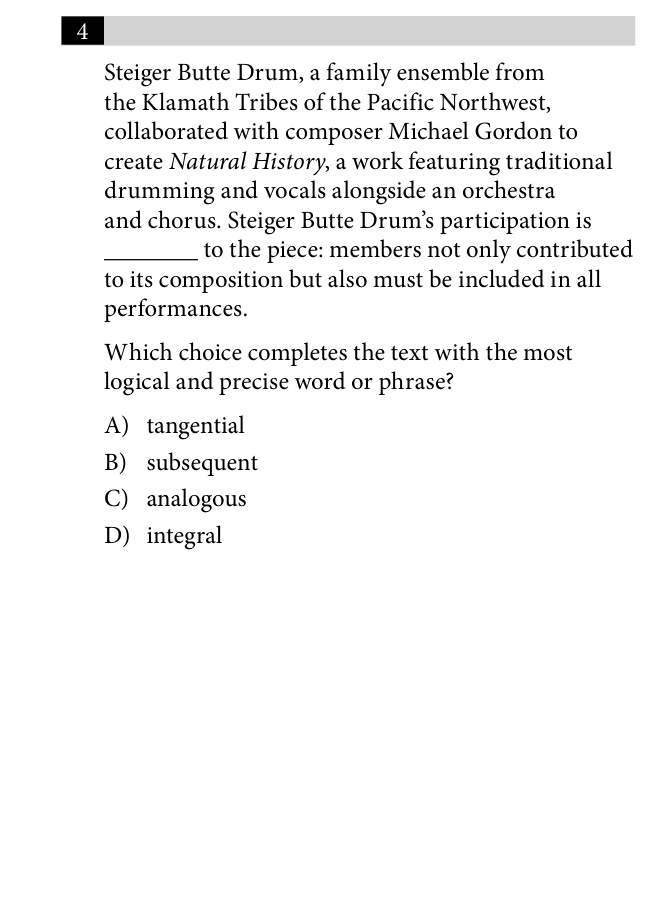 4
Steiger Butte Drum, a family ensemble from
the Klamath Tribes of the Pacific Northwest,
collaborated with composer Michael Gordon to
create Natural History, a work featuring traditional
drumming and vocals alongside an orchestra
and chorus. Steiger Butte Drum’s participation is
________ to the piece: members not only contributed
to its composition but also must be included in all
performances.
Which choice completes the text with the most
logical and precise word or phrase?
A) tangential
B) subsequent
C) analogous
D) integral